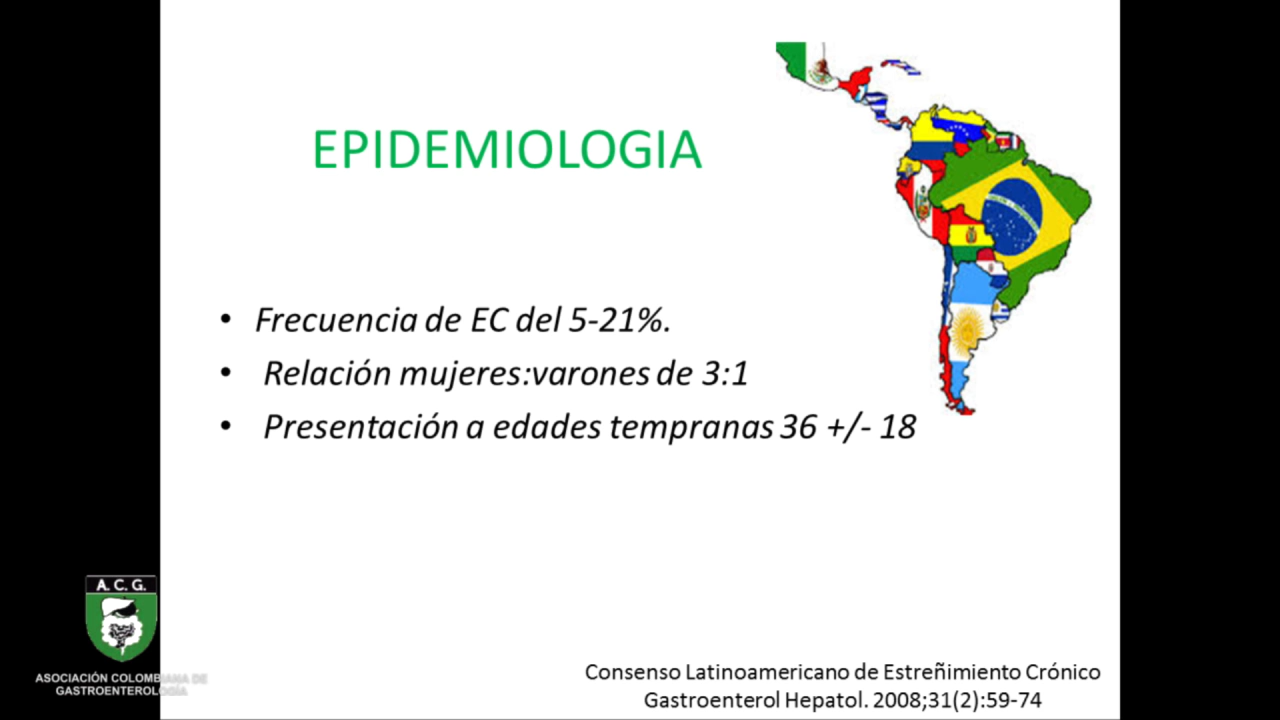 EPIDEMIOLOGIA
• Frecuencia de EC del 5-21%.
• Relación mujeres:varones de 3:1
• Presentación a edades tempranas 36 +/- 18
A. C. G.
ASOCIACIÓN COLOMBIANA DE
GASTROENTEROLOGÍA
Consenso Latinoamericano de Estreñimiento Crónico
Gastroenterol Hepatol. 2008;31(2):59-74